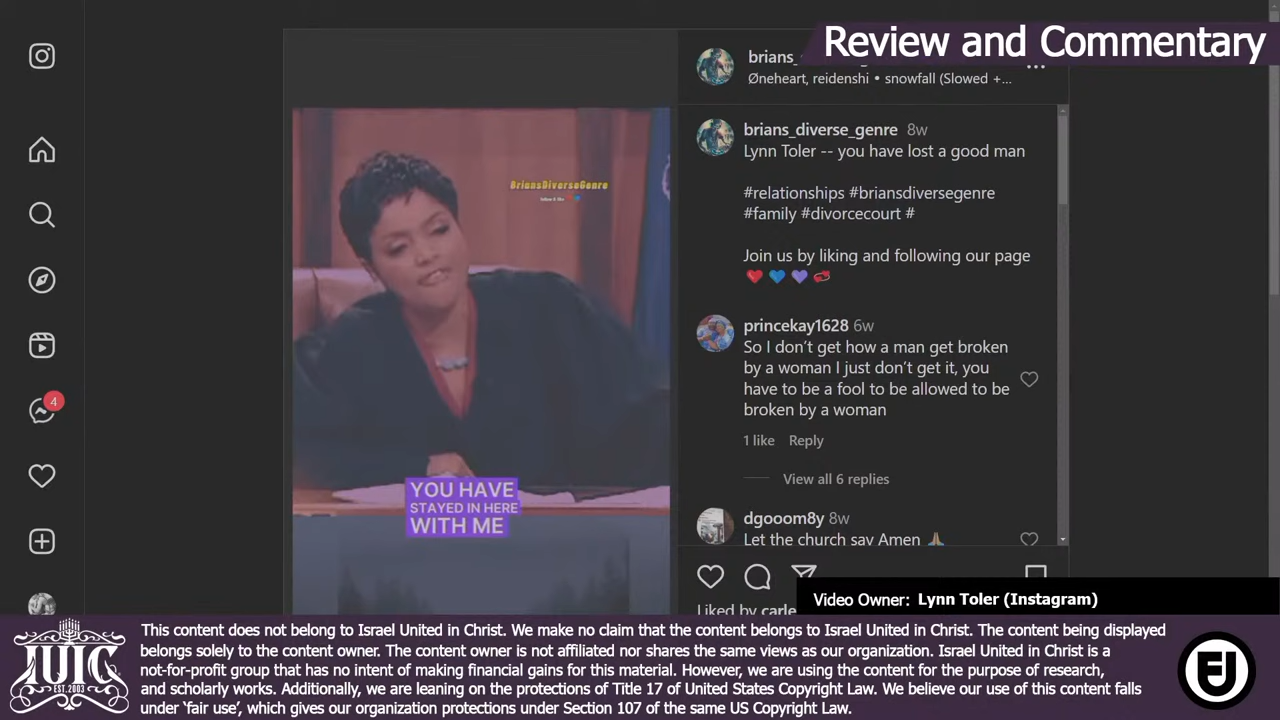 Review and Commentary
brians_
Øneheart, reidenshi • snowfall (Slowed +...
brians_diverse_genre 8w
Lynn Toler -- you have lost a good man
#relationships #briansdiversegenre
#family #divorcecourt #
Join us by liking and following our page
❤️ 💙 💜 💞
princekay1628 6w
So I don't get how a man get broken
by a woman I just don't get it, you
have to be a fool to be allowed to be
broken by a woman
1 like Reply
View all 6 replies
dgooom8y 8w
Let the church say Amen 🙏🏽
Liked by carle
BriansDiverseGenre
YOU HAVE
STAYED IN HERE
WITH ME
4
Video Owner: Lynn Toler (Instagram)
IUIC
EST. 2003
This content does not belong to Israel United in Christ. We make no claim that the content belongs to Israel United in Christ. The content being displayed
belongs solely to the content owner. The content owner is not affiliated nor shares the same views as our organization. Israel United in Christ is a
not-for-profit group that has no intent of making financial gains for this material. However, we are using the content for the purpose of research,
and scholarly works. Additionally, we are leaning on the protections of Title 17 of United States Copyright Law. We believe our use of this content falls
under 'fair use', which gives our organization protections under Section 107 of the same US Copyright Law.